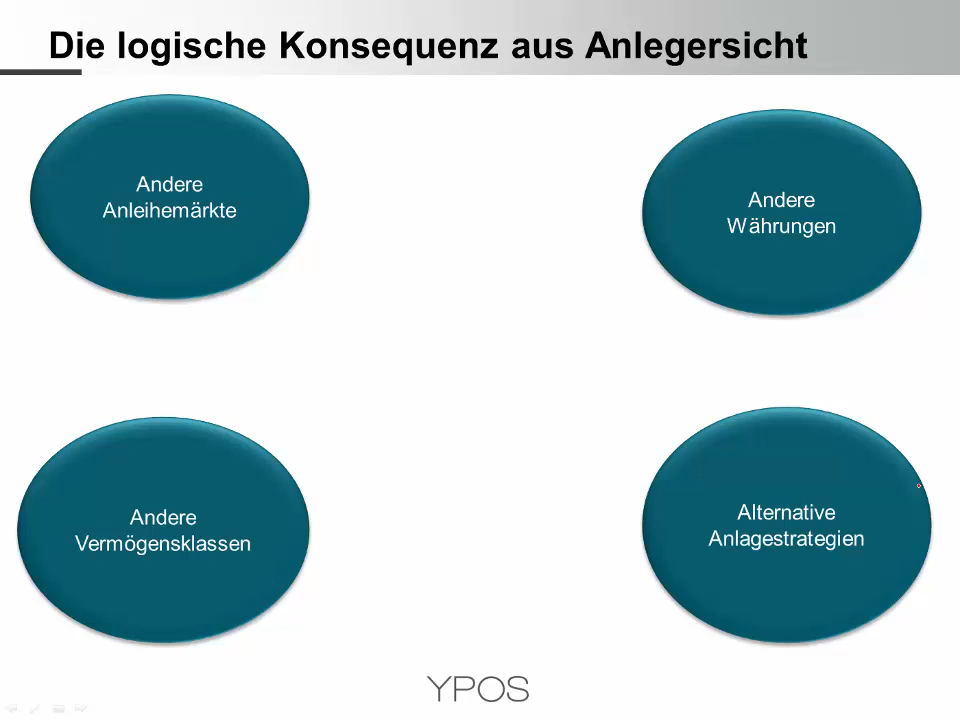 Die logische Konsequenz aus Anlegersicht
Andere
Anleihemärkte
Andere
Währungen
Andere
Vermögensklassen
Alternative
Anlagestrategien
YPOS